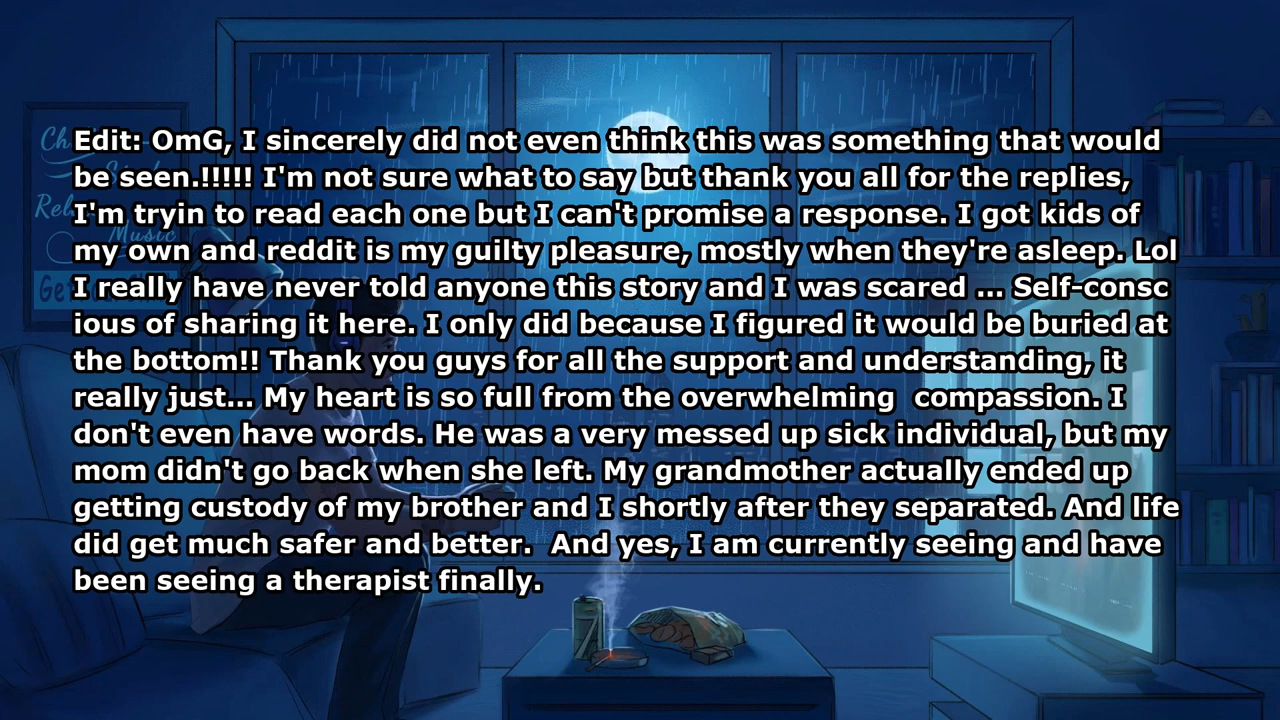 Edit: OmG, I sincerely did not even think this was something that would
be seen.!!!!! I'm not sure what to say but thank you all for the replies,
I'm tryin to read each one but I can't promise a response. I got kids of
my own and reddit is my guilty pleasure, mostly when they're asleep. Lol
I really have never told anyone this story and I was scared ... Self-consc
ious of sharing it here. I only did because I figured it would be buried at
the bottom!! Thank you guys for all the support and understanding, it
really just... My heart is so full from the overwhelming  compassion. I
don't even have words. He was a very messed up sick individual, but my
mom didn't go back when she left. My grandmother actually ended up
getting custody of my brother and I shortly after they separated. And life
did get much safer and better.  And yes, I am currently seeing and have
been seeing a therapist finally.
Music